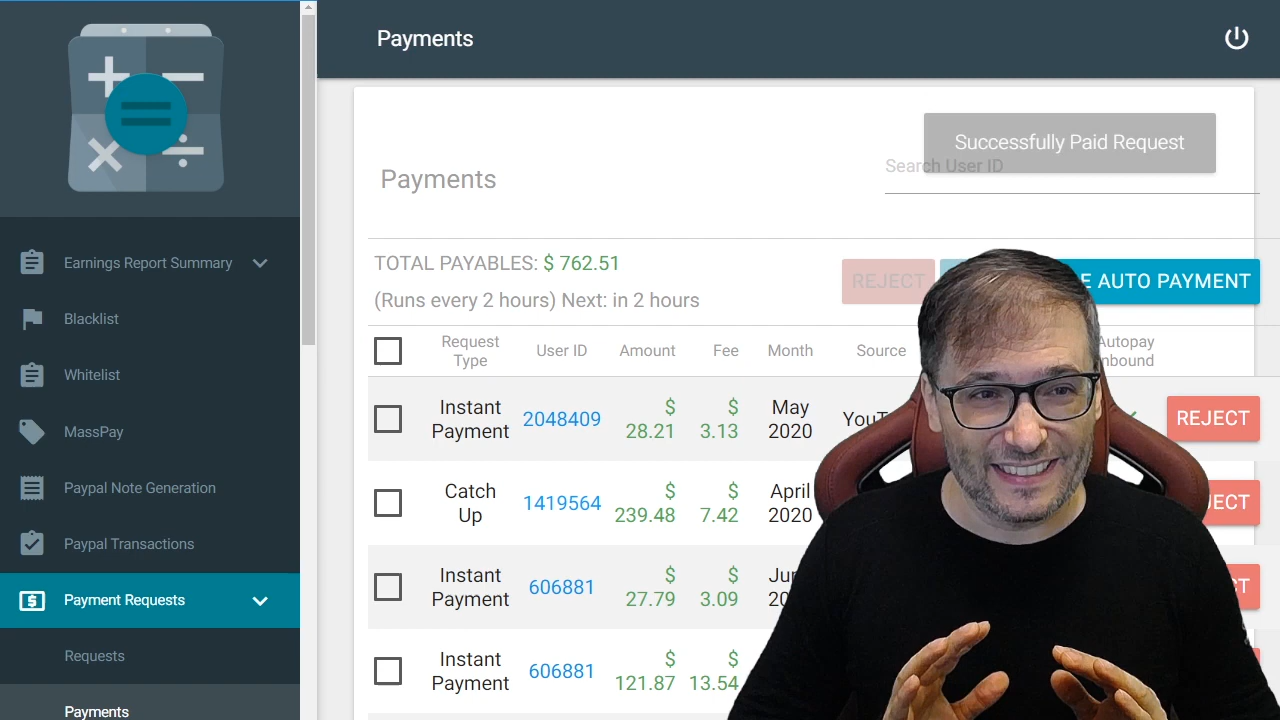 Payments
Successfully Paid Request
Search User ID
Payments
TOTAL PAYABLES: $ 762.51
(Runs every 2 hours) Next: in 2 hours
REJECT
AUTO PAYMENT
Request Type
User ID
Amount
Fee
Month
Source
Autopay
Instant Payment
2048409
$ 28.21
$ 3.13
May 2020
REJECT
Catch Up
1419564
$ 239.48
$ 7.42
April 2020
Instant Payment
606881
$ 27.79
$ 3.09
Instant Payment
606881
$ 121.87
$ 13.54
Earnings Report Summary
Blacklist
Whitelist
MassPay
Paypal Note Generation
Paypal Transactions
Payment Requests
Requests
Payments